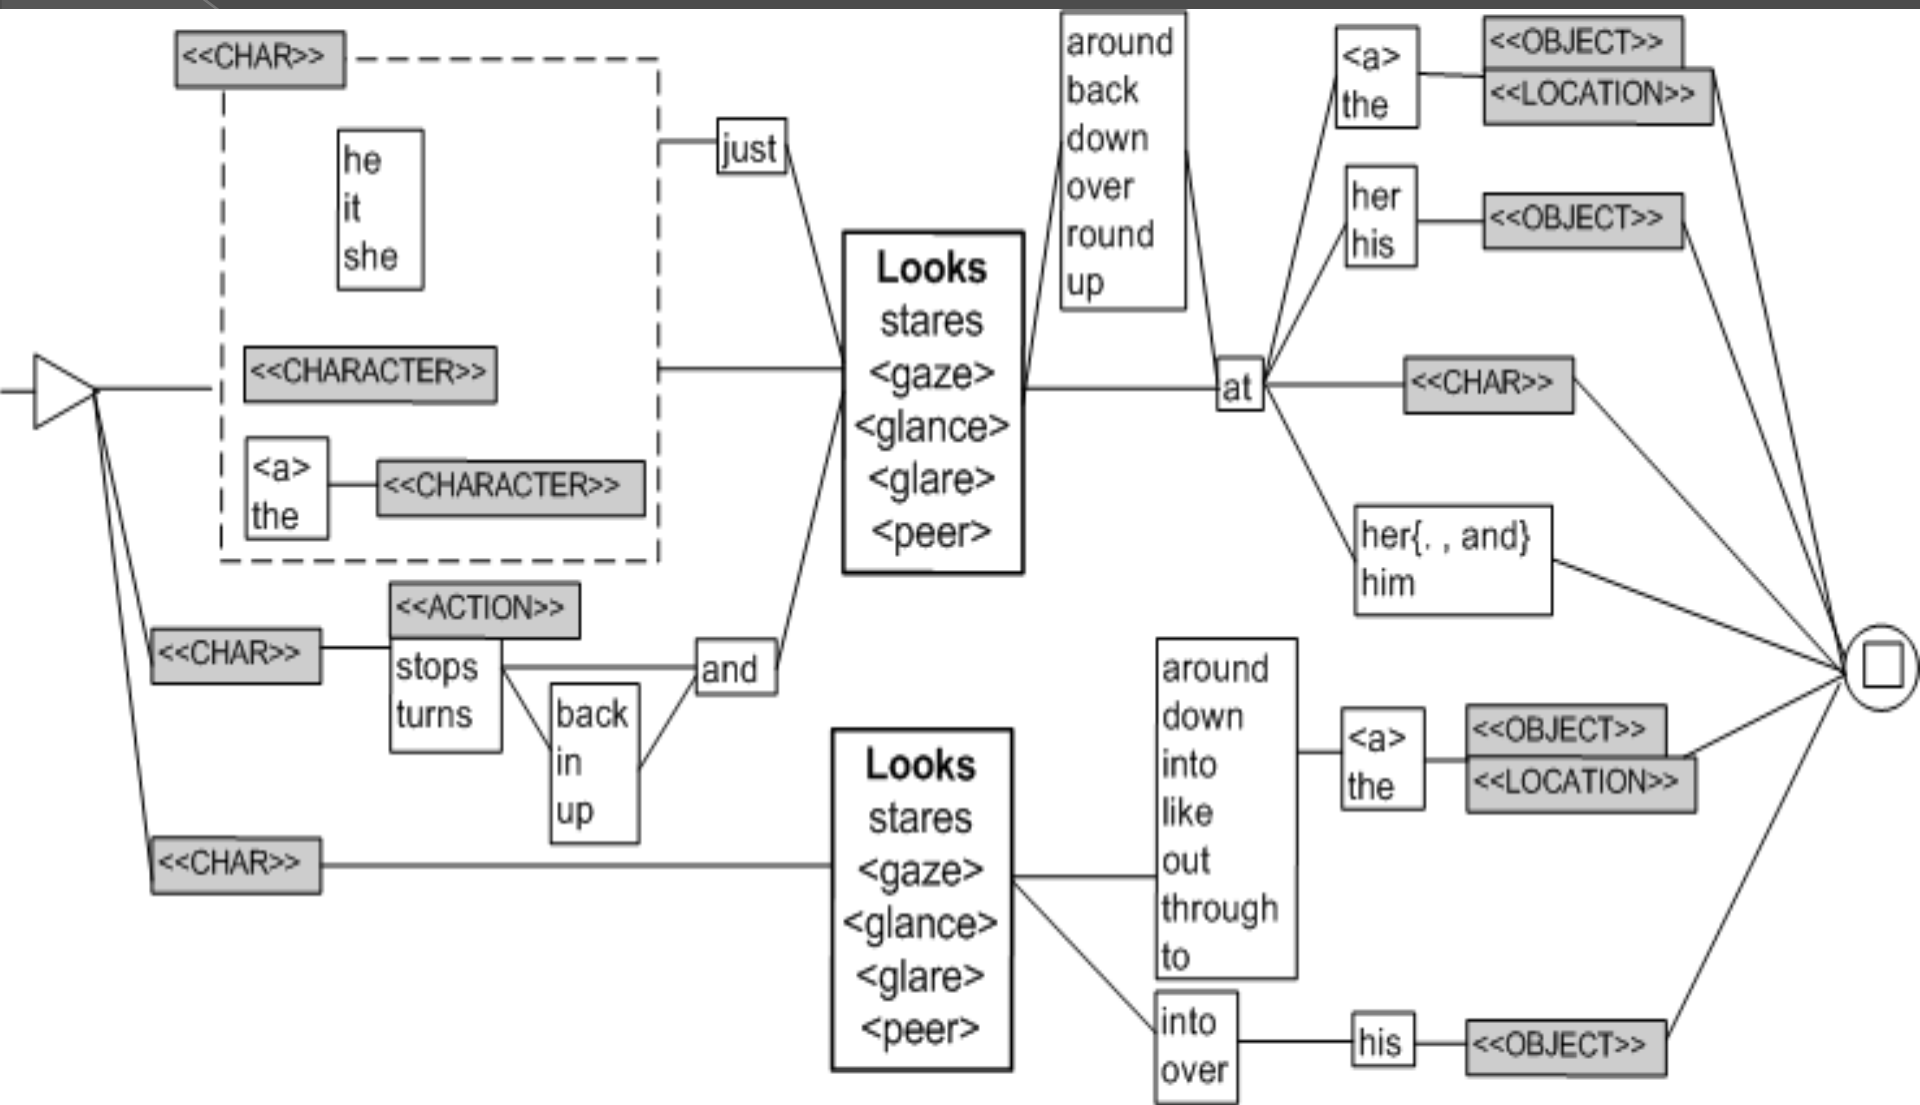 <<CHAR>>
he
it
she
<<CHARACTER>>
<a>
the
<<CHARACTER>>
just
<<CHAR>>
<<ACTION>>
stops
turns
back
in
up
and
<<CHAR>>
Looks
stares
<gaze>
<glance>
<glare>
<peer>
around
back
down
over
round
up
at
<a>
the
<<OBJECT>>
<<LOCATION>>
her
his
<<OBJECT>>
<<CHAR>>
her{. , and}
him
Looks
stares
<gaze>
<glance>
<glare>
<peer>
around
down
into
like
out
through
to
<a>
the
<<OBJECT>>
<<LOCATION>>
into
over
his
<<OBJECT>>